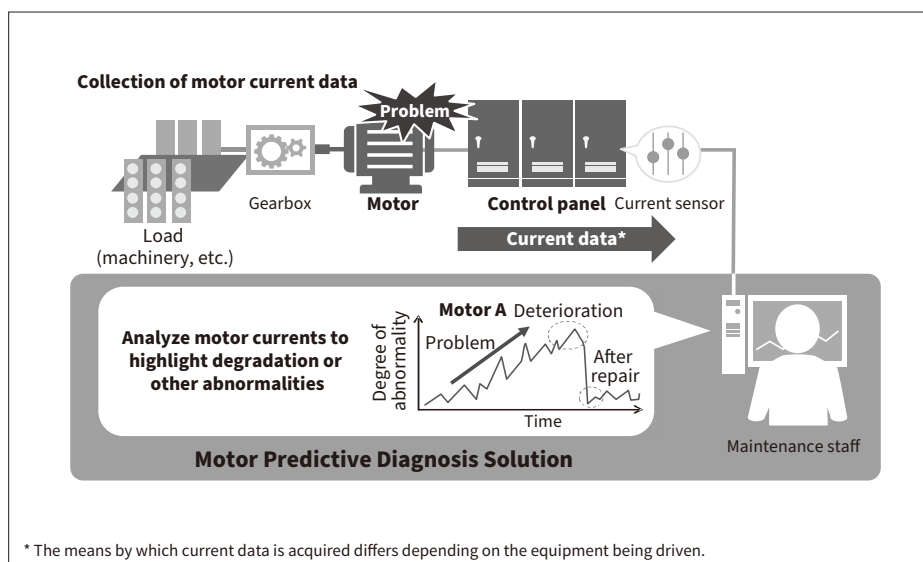 Collection of motor current data
Problem
Gearbox
Motor
Control panel
Current sensor
Load
(machinery, etc.)
Current data*
Analyze motor currents to
highlight degradation or
other abnormalities
Degree of
abnormality
Motor A
Deterioration
Problem
After
repair
Time
Maintenance staff
Motor Predictive Diagnosis Solution
* The means by which current data is acquired differs depending on the equipment being driven.